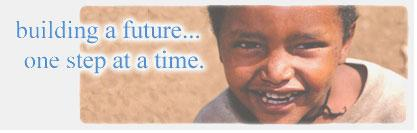 building a future...
one step at a time.